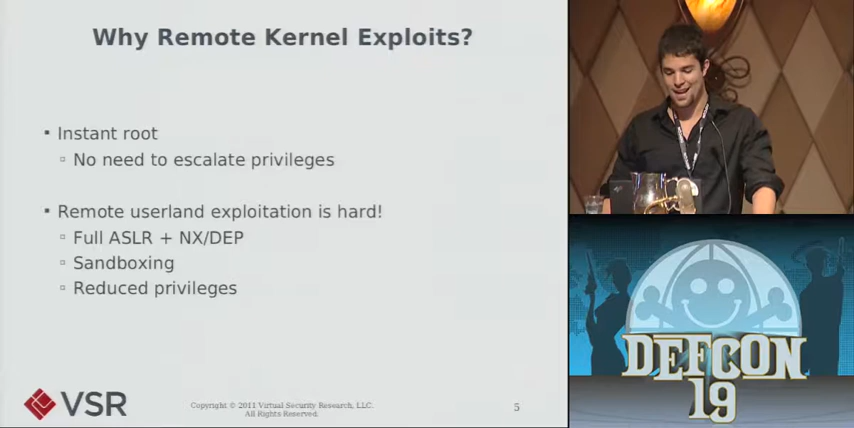 Why Remote Kernel Exploits?
▪ Instant root
▫ No need to escalate privileges
▪ Remote userland exploitation is hard!
▫ Full ASLR + NX/DEP
▫ Sandboxing
▫ Reduced privileges
VSR
Copyright © 2011 Virtual Security Research, LLC.
All Rights Reserved.
5
DEFCON
19